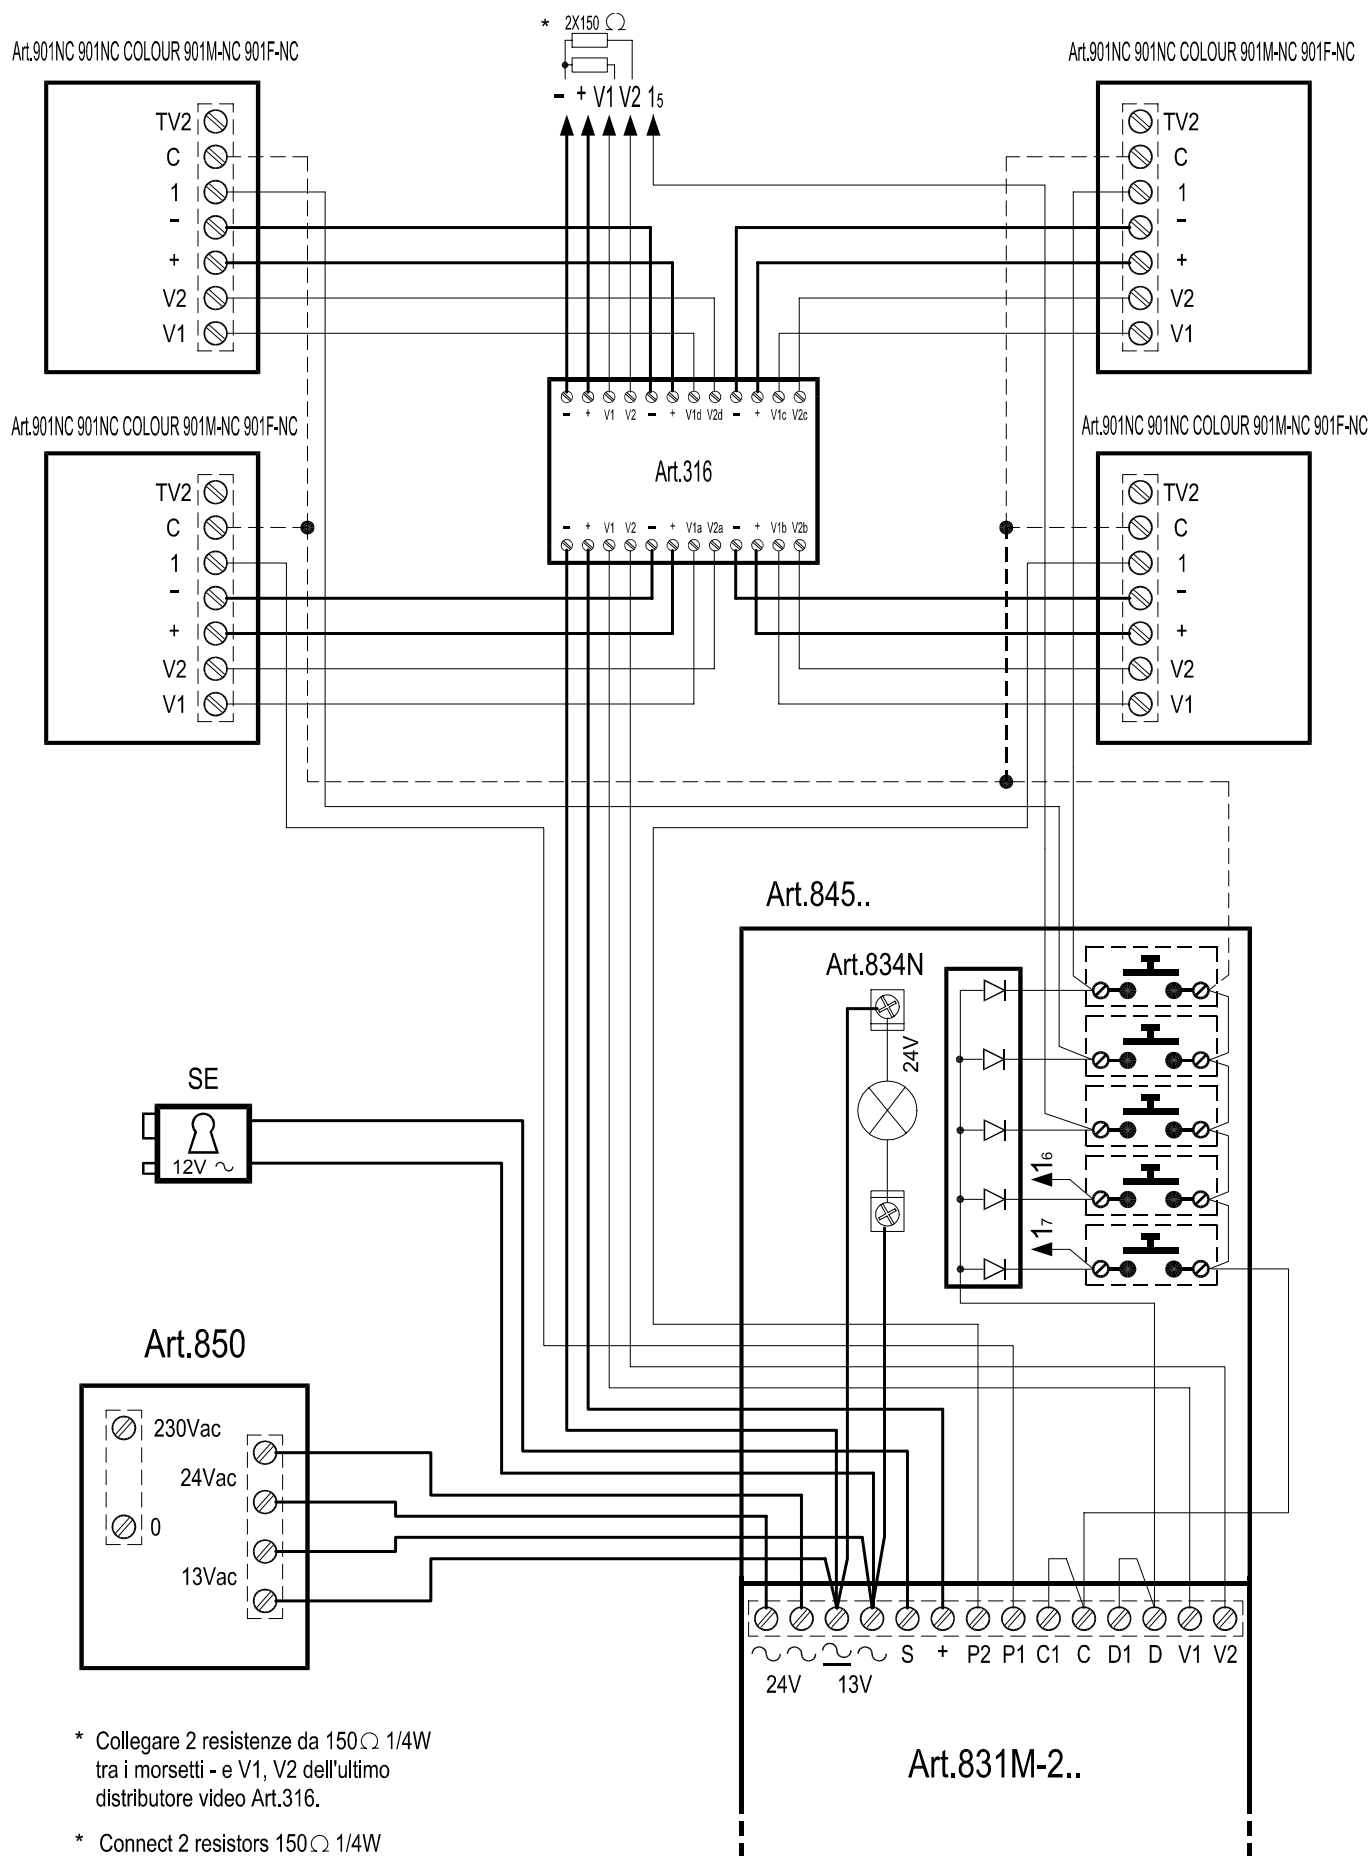 * 2X150 Ω
Art.901NC 901NC COLOUR 901M-NC 901F-NC
Art.901NC 901NC COLOUR 901M-NC 901F-NC
- + V1 V2 15
TV2
C
1
-
+
V2
V1
TV2
C
1
-
+
V2
V1
- + V1 V2 - + V1d V2d - + V1c V2c
Art.316
- + V1 V2 - + V1a V2a - + V1b V2b
Art.901NC 901NC COLOUR 901M-NC 901F-NC
Art.901NC 901NC COLOUR 901M-NC 901F-NC
TV2
C
1
-
+
V2
V1
TV2
C
1
-
+
V2
V1
Art.845..
Art.834N
24V
16
17
SE
12V ~
Art.850
230Vac
24Vac
0
13Vac
~ ~ ~ ~ S + P2 P1 C1 C D1 D V1 V2
24V 13V
Art.831M-2..
* Collegare 2 resistenze da 150Ω 1/4W
tra i morsetti - e V1, V2 dell'ultimo
distributore video Art.316.
* Connect 2 resistors 150Ω 1/4W